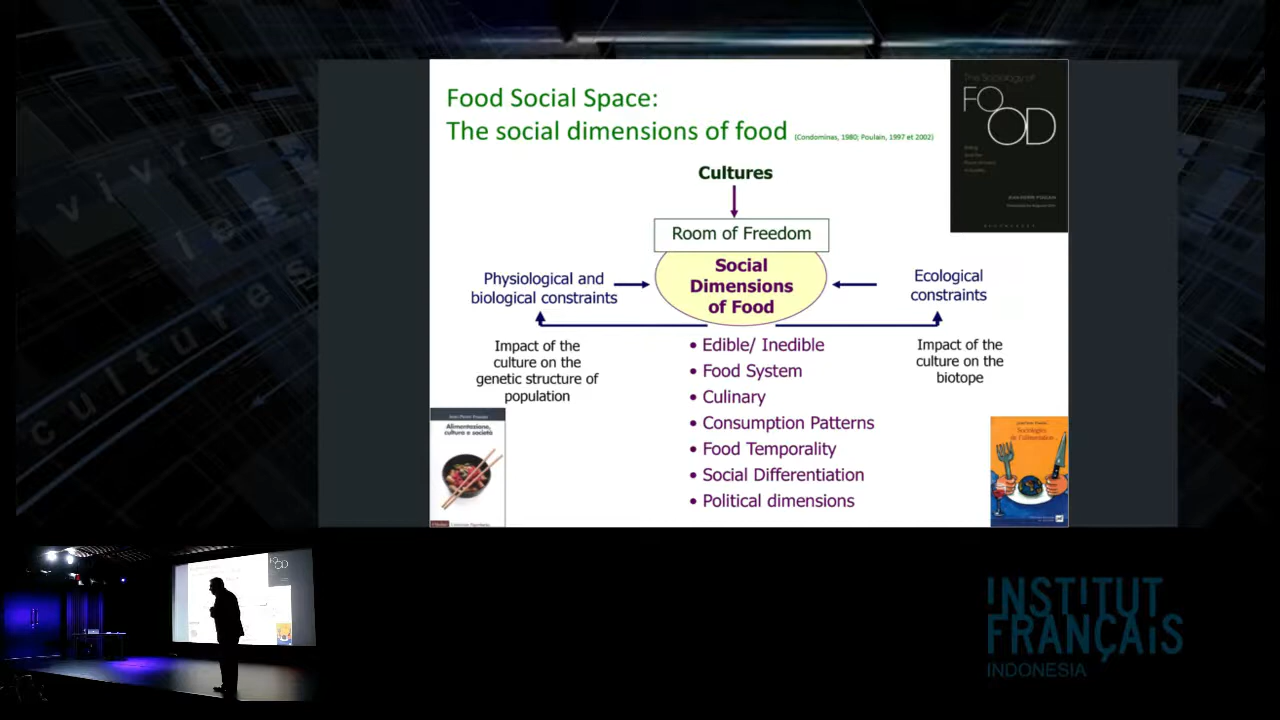 Food Social Space:
The social dimensions of food (Condominas, 1980; Poulain, 1997 et 2002)
The Sociology of
FOOD
Cultures
Room of Freedom
Social
Dimensions
of Food
Physiological and
biological constraints
Ecological
constraints
Impact of the
culture on the
genetic structure of
population
Impact of the
culture on the
biotope
• Edible/ Inedible
• Food System
• Culinary
• Consumption Patterns
• Food Temporality
• Social Differentiation
• Political dimensions
Alimentazione,
cultura e società
Sociologies
de l'alimentation
vivre
les
cultures
INSTITUT
FRANÇAIS
INDONESIA